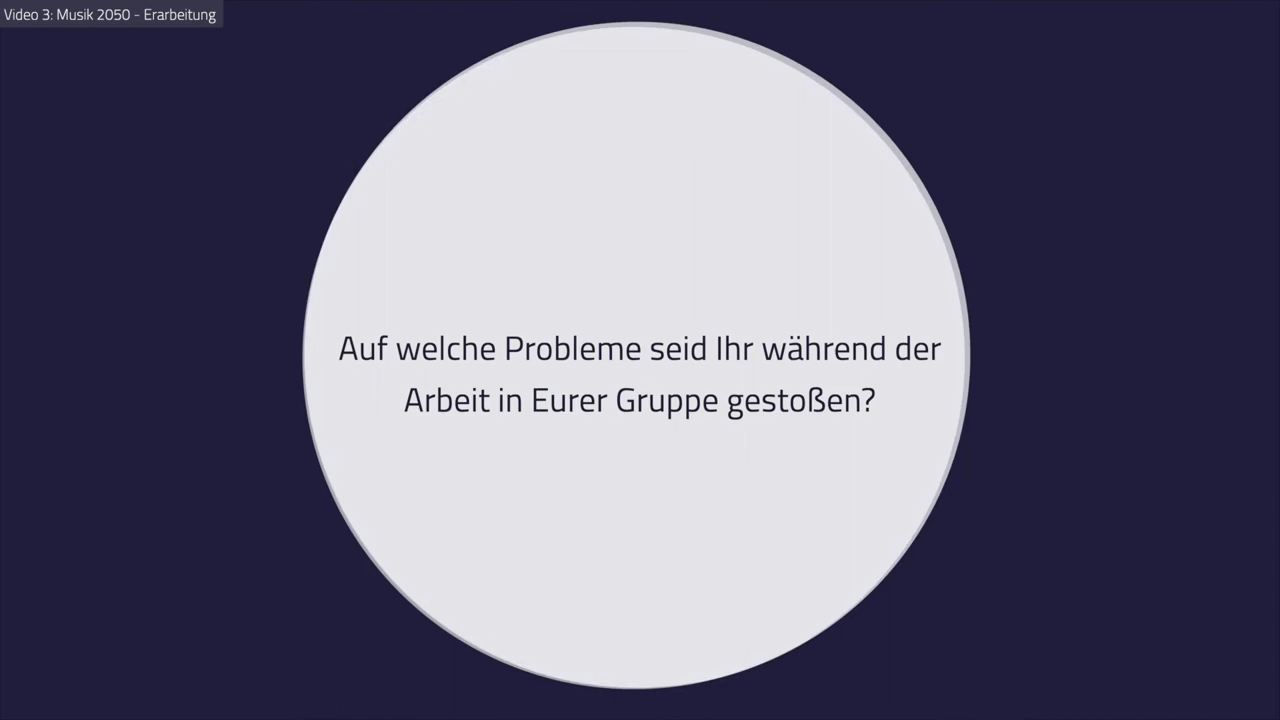 Video 3: Musik 2050 - Erarbeitung
Auf welche Probleme seid Ihr während der
Arbeit in Eurer Gruppe gestoßen?